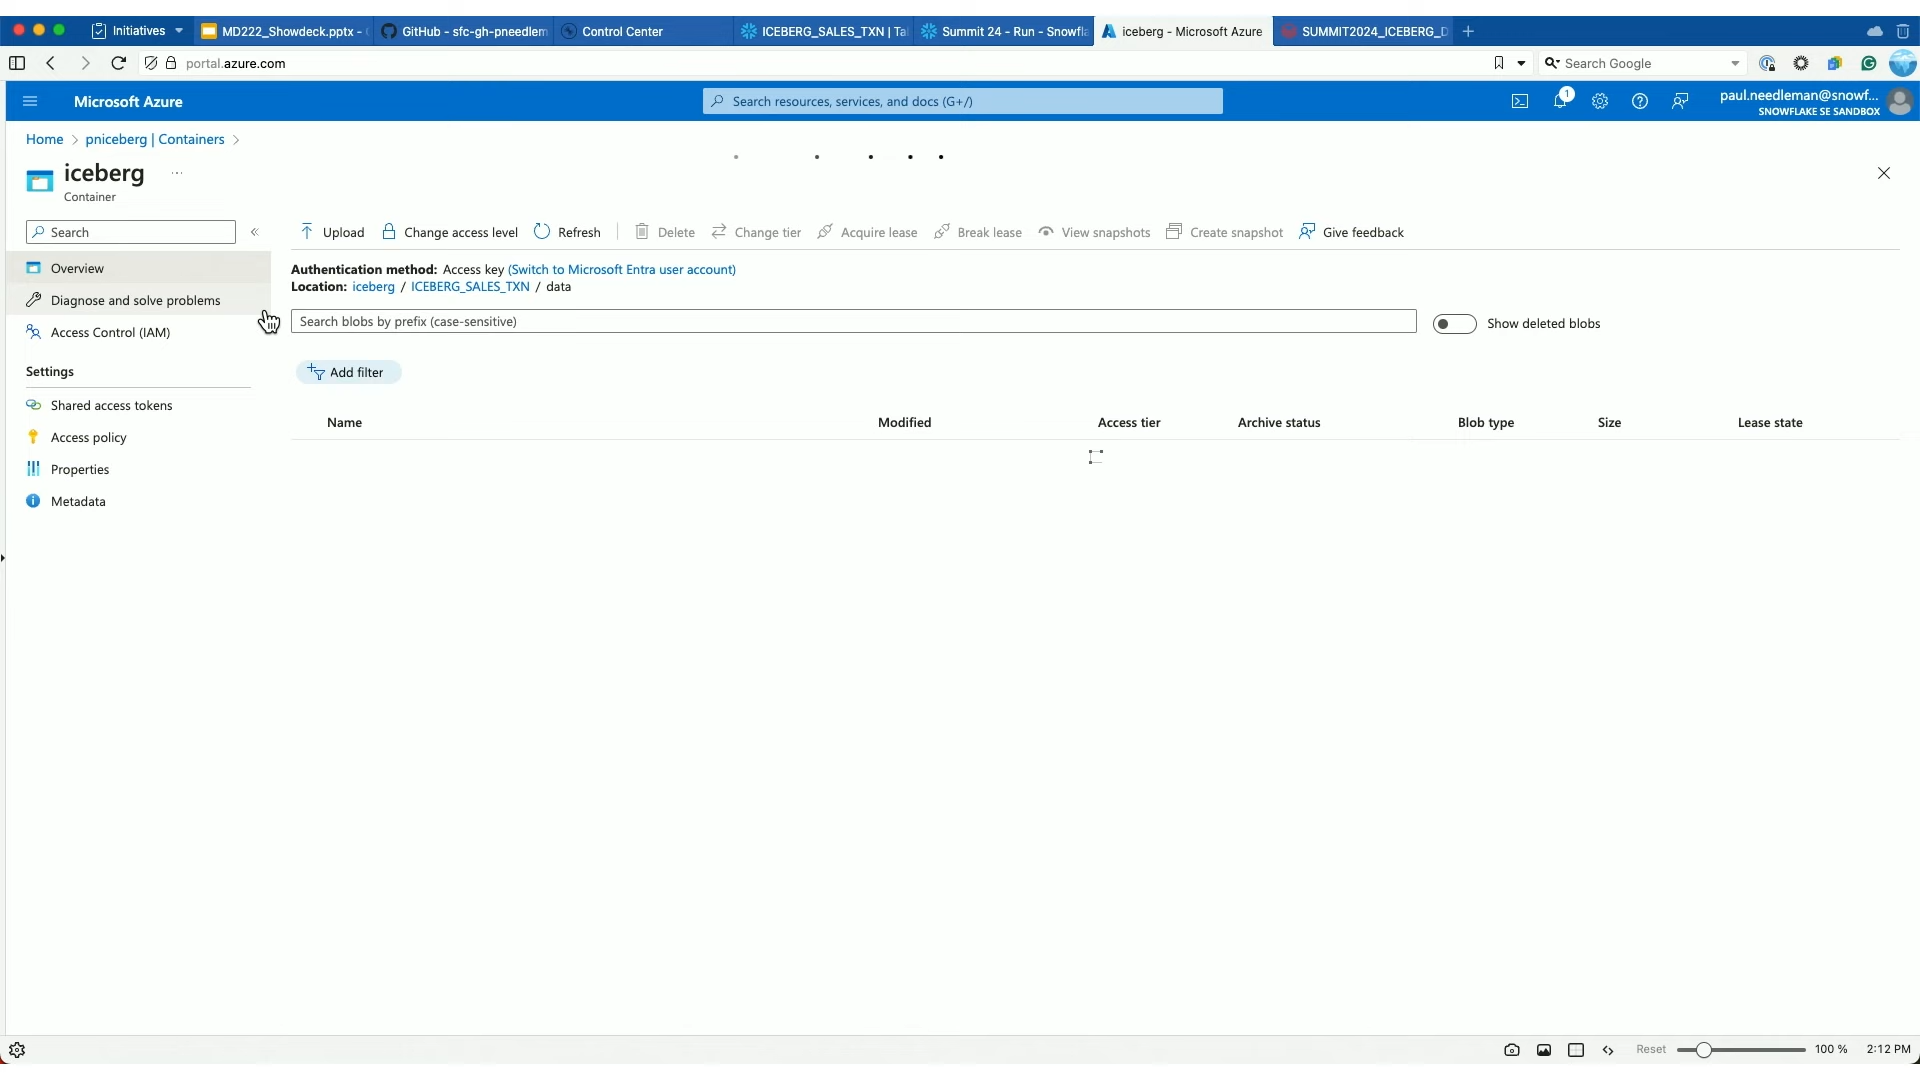 Initiatives
MD222_Showdeck.pptx -
GitHub - sfc-gh-pneedlem
Control Center
ICEBERG_SALES_TXN | Ta
Summit 24 - Run - Snowfla
iceberg - Microsoft Azure
SUMMIT2024_ICEBERG_D
portal.azure.com
Search Google
Microsoft Azure
Search resources, services, and docs (G+/)
1
paul.needleman@snowf...
SNOWFLAKE SE SANDBOX
Home > pniceberg | Containers >
iceberg ...
Container
Search
«
Upload
Change access level
Refresh
Delete
Change tier
Acquire lease
Break lease
View snapshots
Create snapshot
Give feedback
Overview
Diagnose and solve problems
Access Control (IAM)
Settings
Shared access tokens
Access policy
Properties
Metadata
Authentication method: Access key (Switch to Microsoft Entra user account)
Location: iceberg / ICEBERG_SALES_TXN / data
Search blobs by prefix (case-sensitive)
Show deleted blobs
Add filter
Name
Modified
Access tier
Archive status
Blob type
Size
Lease state
Reset
100 %
2:12 PM